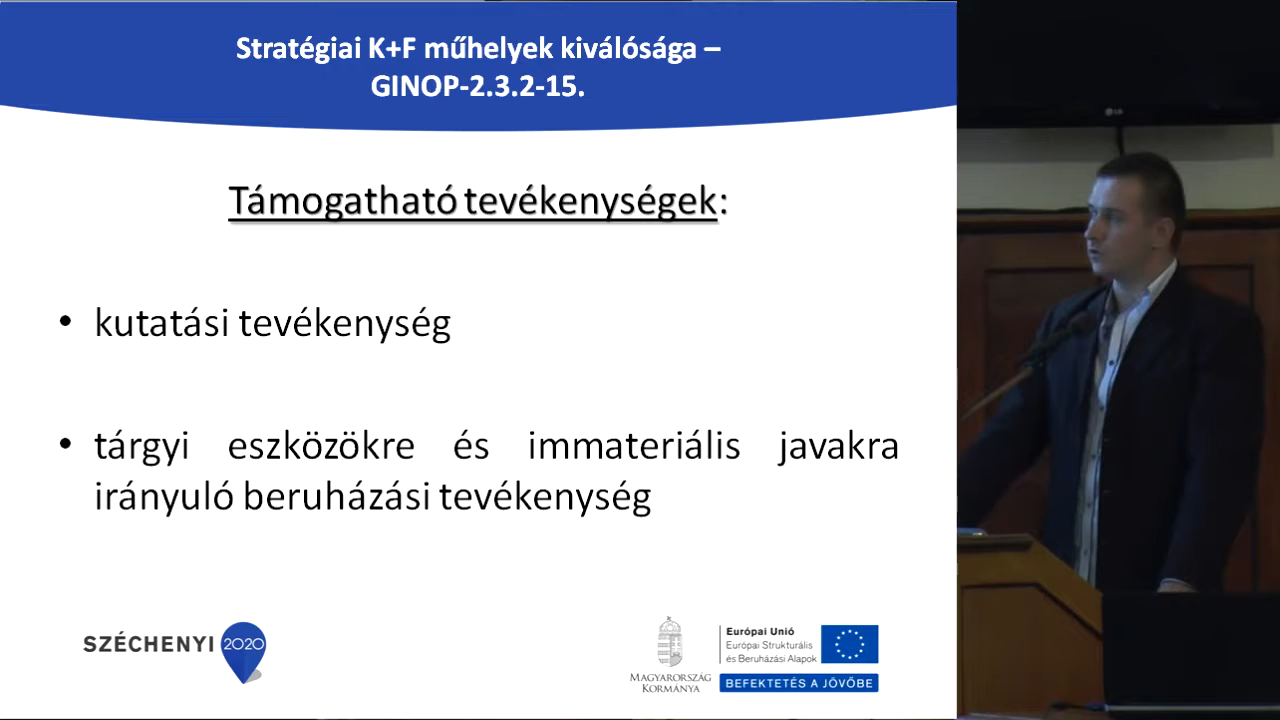 Stratégiai K+F műhelyek kiválósága –
GINOP-2.3.2-15.
Támogatható tevékenységek:
• kutatási tevékenység
• tárgyi eszközökre és immateriális javakra
irányuló beruházási tevékenység
SZÉCHENYI 2020
MAGYARORSZÁG
KORMÁNYA
Európai Unió
Európai Strukturális
és Beruházási Alapok
BEFEKTETÉS A JÖVŐBE
LG